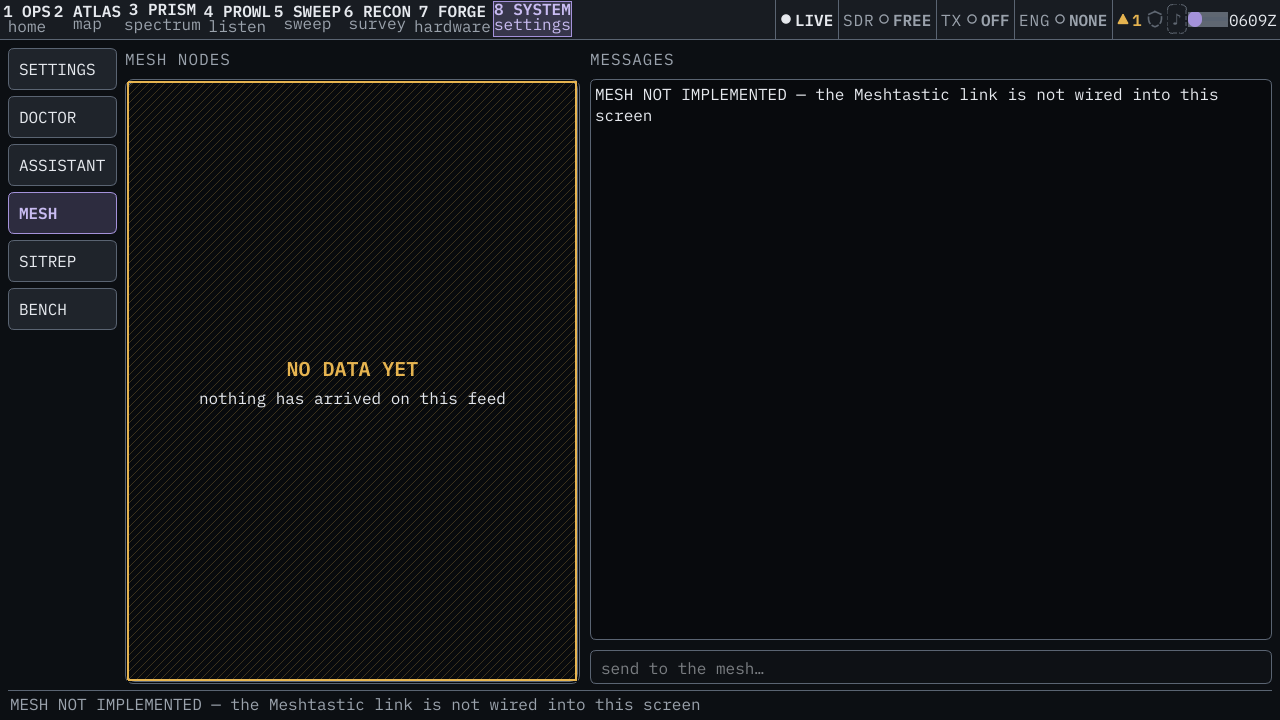 1 OPS 2 ATLAS 3 PRISM 4 PROWL 5 SWEEP 6 RECON 7 FORGE 8 SYSTEM
home map spectrum listen sweep survey hardware settings
LIVE SDR FREE TX OFF ENG NONE 1 ♪ 0609Z
SETTINGS
DOCTOR
ASSISTANT
MESH
SITREP
BENCH
MESH NODES
NO DATA YET
nothing has arrived on this feed
MESSAGES
MESH NOT IMPLEMENTED — the Meshtastic link is not wired into this
screen
send to the mesh…
MESH NOT IMPLEMENTED — the Meshtastic link is not wired into this screen